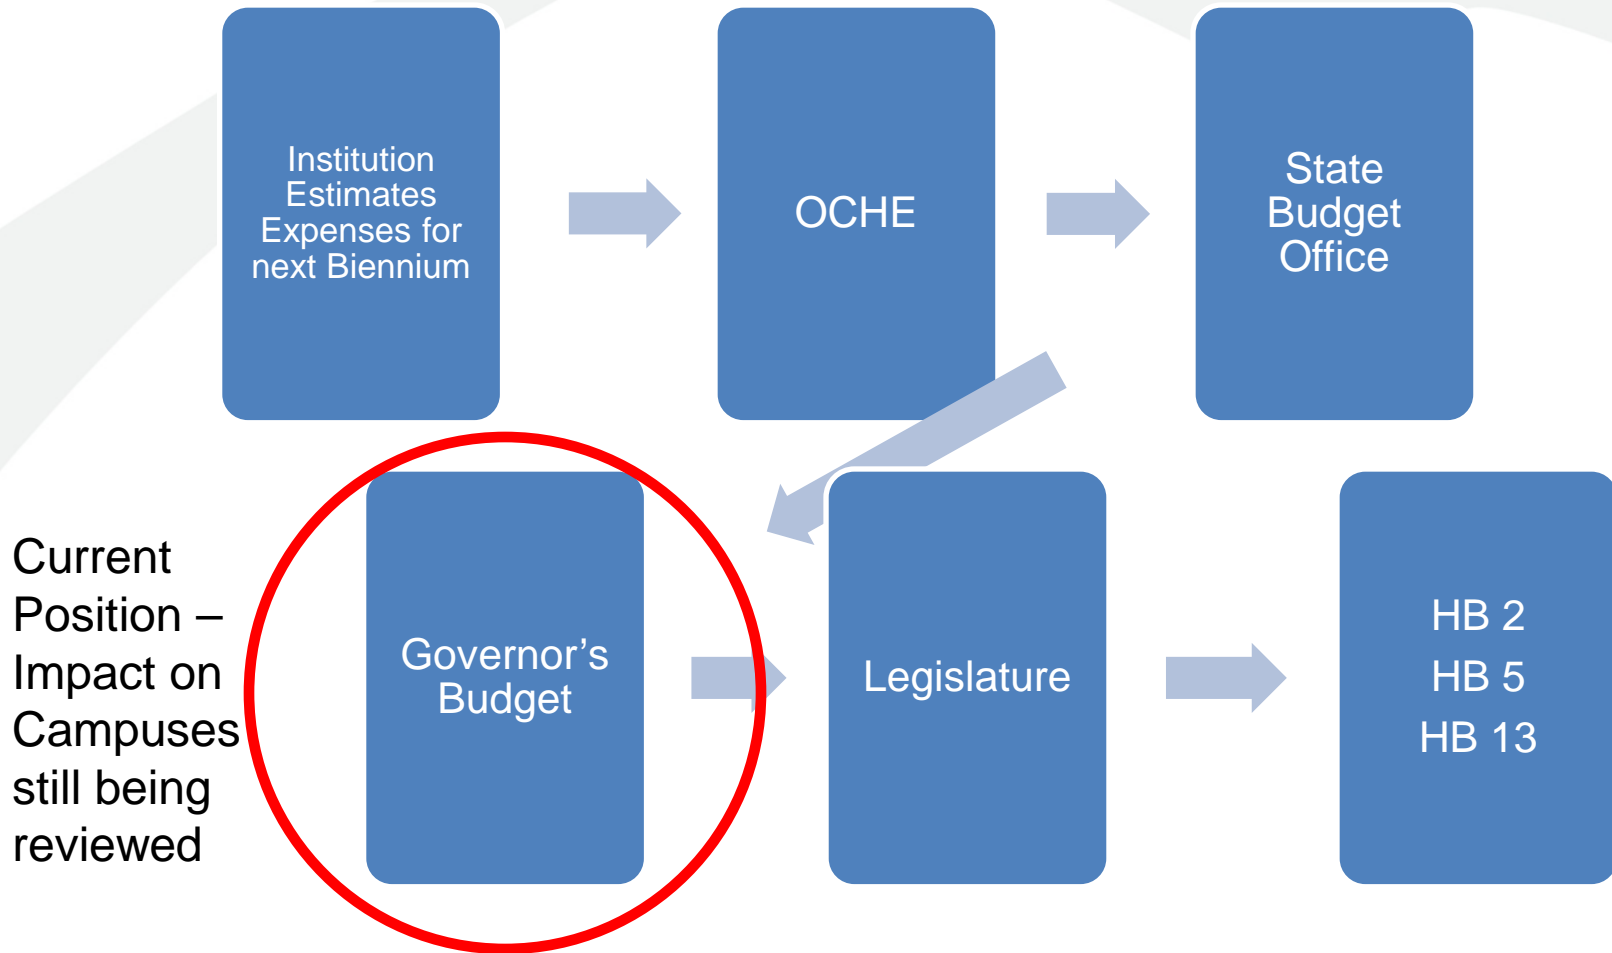 Institution
Estimates
Expenses for
next Biennium
OCHE
State
Budget
Office
Current
Position –
Impact on
Campuses
still being
reviewed
Governor’s
Budget
Legislature
HB 2
HB 5
HB 13